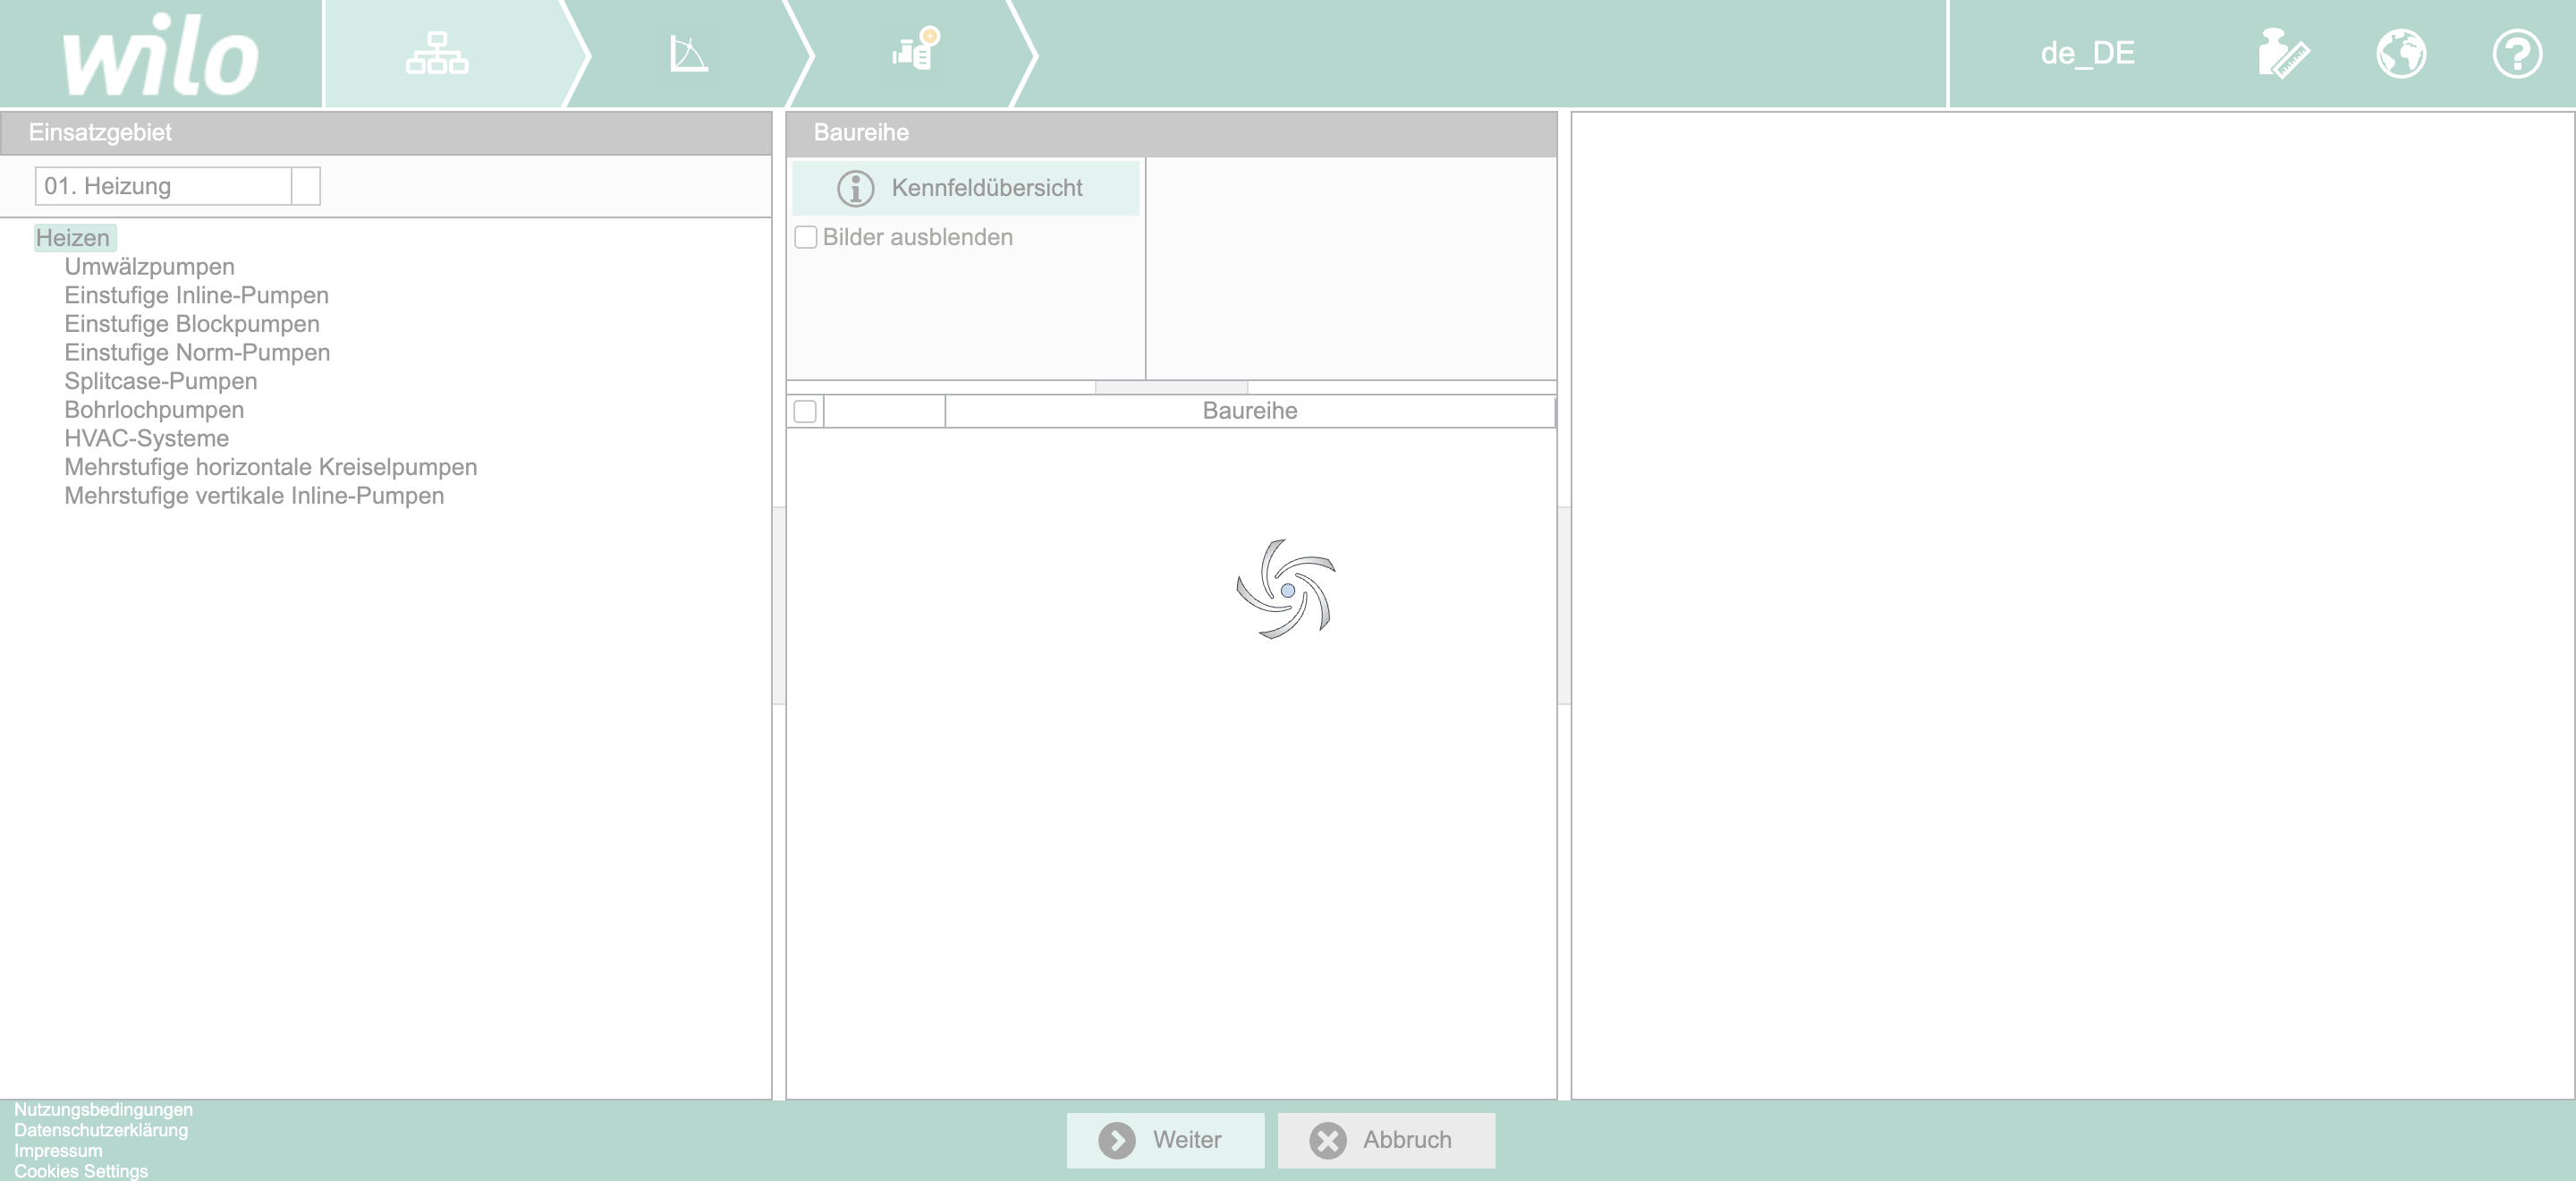 wilo
de_DE
Einsatzgebiet
01. Heizung
Heizen
Umwälzpumpen
Einstufige Inline-Pumpen
Einstufige Blockpumpen
Einstufige Norm-Pumpen
Splitcase-Pumpen
Bohrlochpumpen
HVAC-Systeme
Mehrstufige horizontale Kreiselpumpen
Mehrstufige vertikale Inline-Pumpen
Baureihe
Kennfeldübersicht
Bilder ausblenden
Baureihe
Nutzungsbedingungen
Datenschutzerklärung
Impressum
Cookies Settings
Weiter
Abbruch